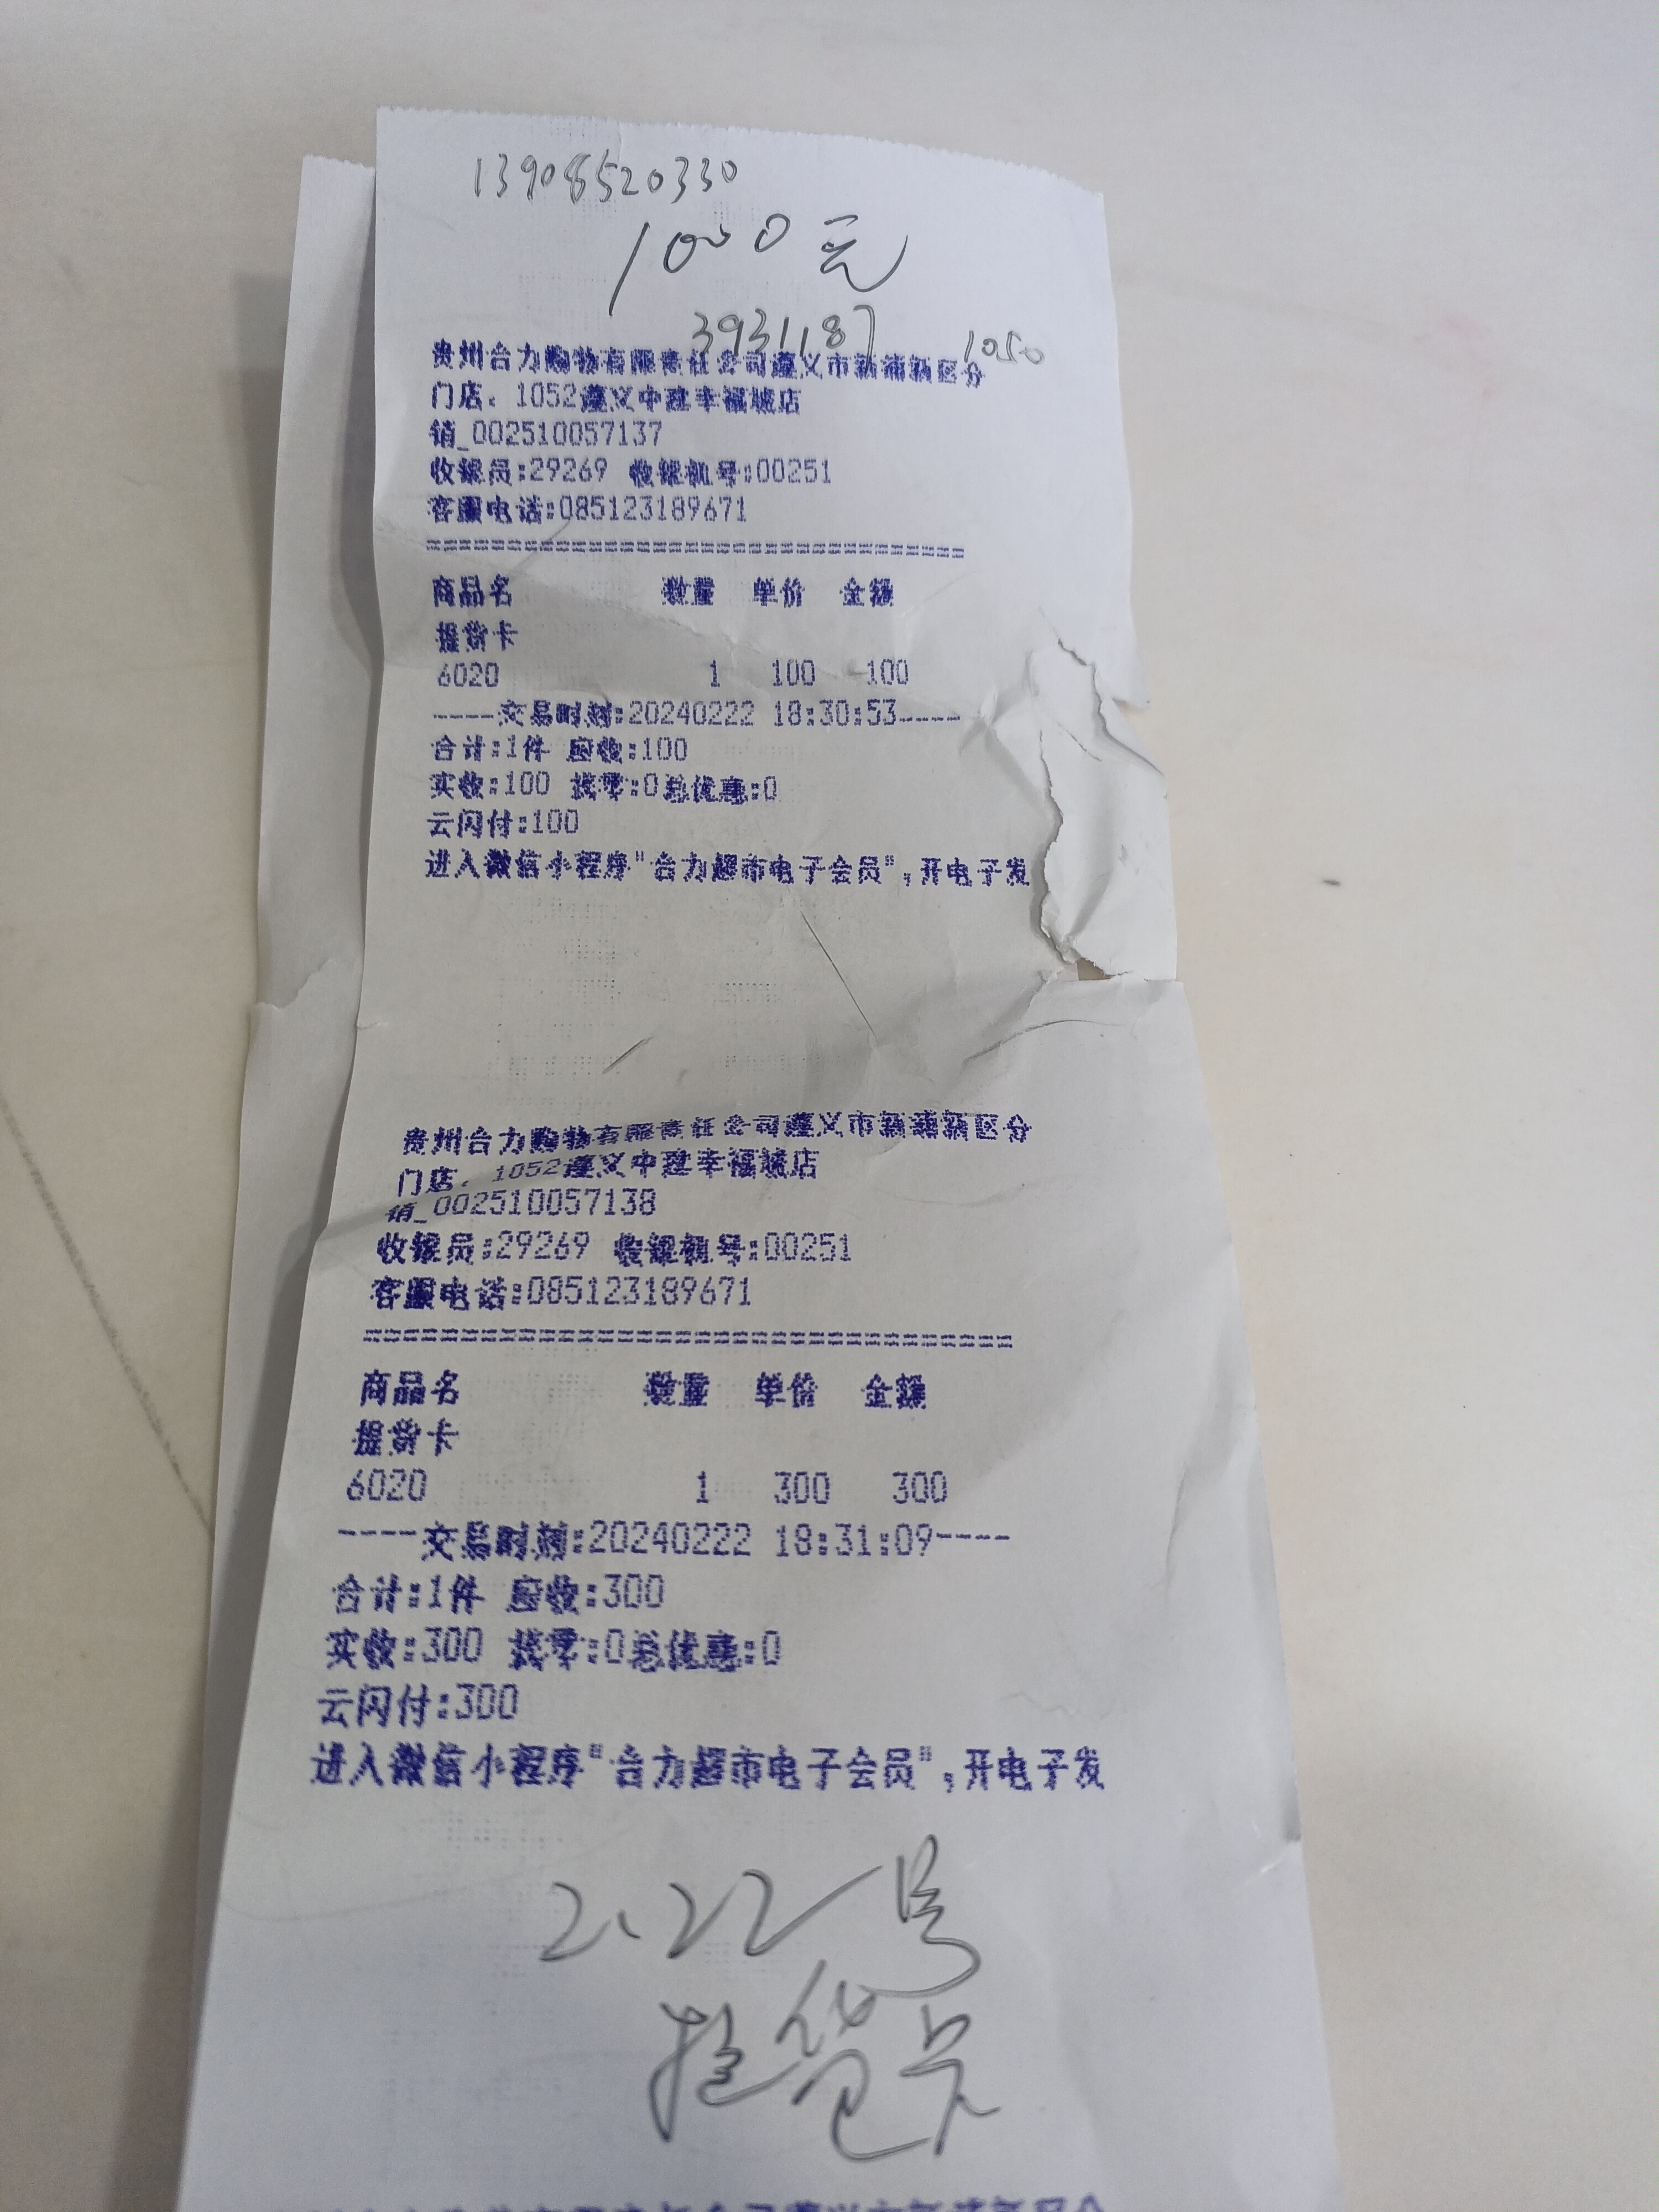 13908520330
1000元
3931187 1050
贵州合力购物有限责任公司遵义市新蒲新区分
门店. 1052遵义中建幸福城店
销_002510057137
收银员:29269 收银机号:00251
客服电话:085123189671
======================================
商品名 数量 单价 金额
提货卡
6020 1 100 100
----交易时刻:20240222 18:30:53----
合计:1件 应收:100
实收:100 找零:0总优惠:0
云闪付:100
进入微信小程序"合力超市电子会员",开电子发
贵州合力购物有限责任公司遵义市新蒲新区分
门店. 1052遵义中建幸福城店
销_002510057138
收银员:29269 收银机号:00251
客服电话:085123189671
======================================
商品名 数量 单价 金额
提货卡
6020 1 300 300
----交易时刻:20240222 18:31:09----
合计:1件 应收:300
实收:300 找零:0总优惠:0
云闪付:300
进入微信小程序"合力超市电子会员",开电子发
2.22号
提货卡